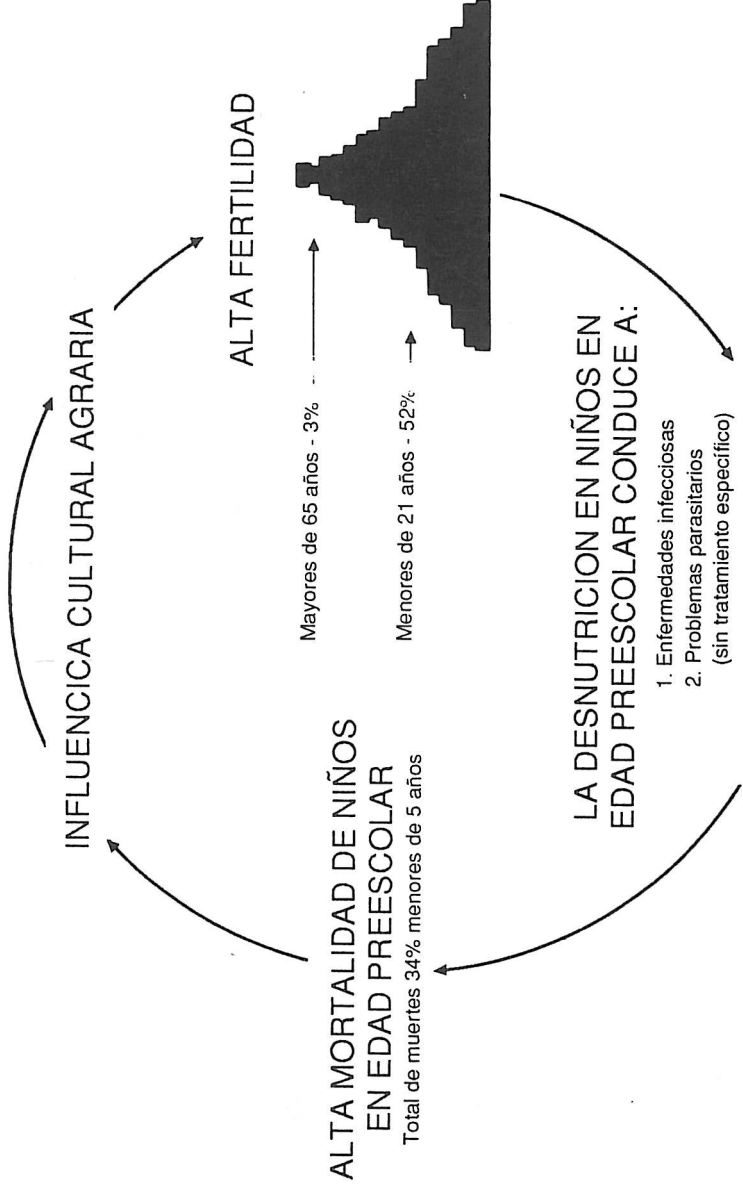 INFLUENCICA CULTURAL AGRARIA
ALTA FERTILIDAD
Mayores de 65 años - 3%
Menores de 21 años - 52%
LA DESNUTRICION EN NIÑOS EN
EDAD PREESCOLAR CONDUCE A:
1. Enfermedades infecciosas
2. Problemas parasitarios
(sin tratamiento específico)
ALTA MORTALIDAD DE NIÑOS
EN EDAD PREESCOLAR
Total de muertes 34% menores de 5 años